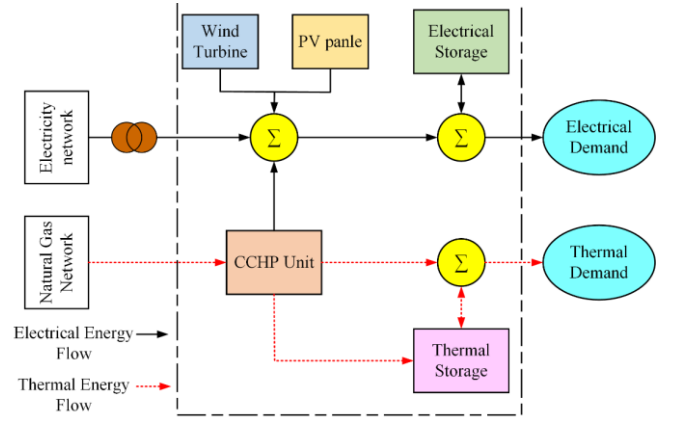 Wind
Turbine
PV panle
Electrical
Storage
Electricity
network
Σ
Σ
Electrical
Demand
Natural Gas
Network
CCHP Unit
Σ
Thermal
Demand
Electrical Energy
Flow
Thermal
Storage
Thermal Energy
Flow